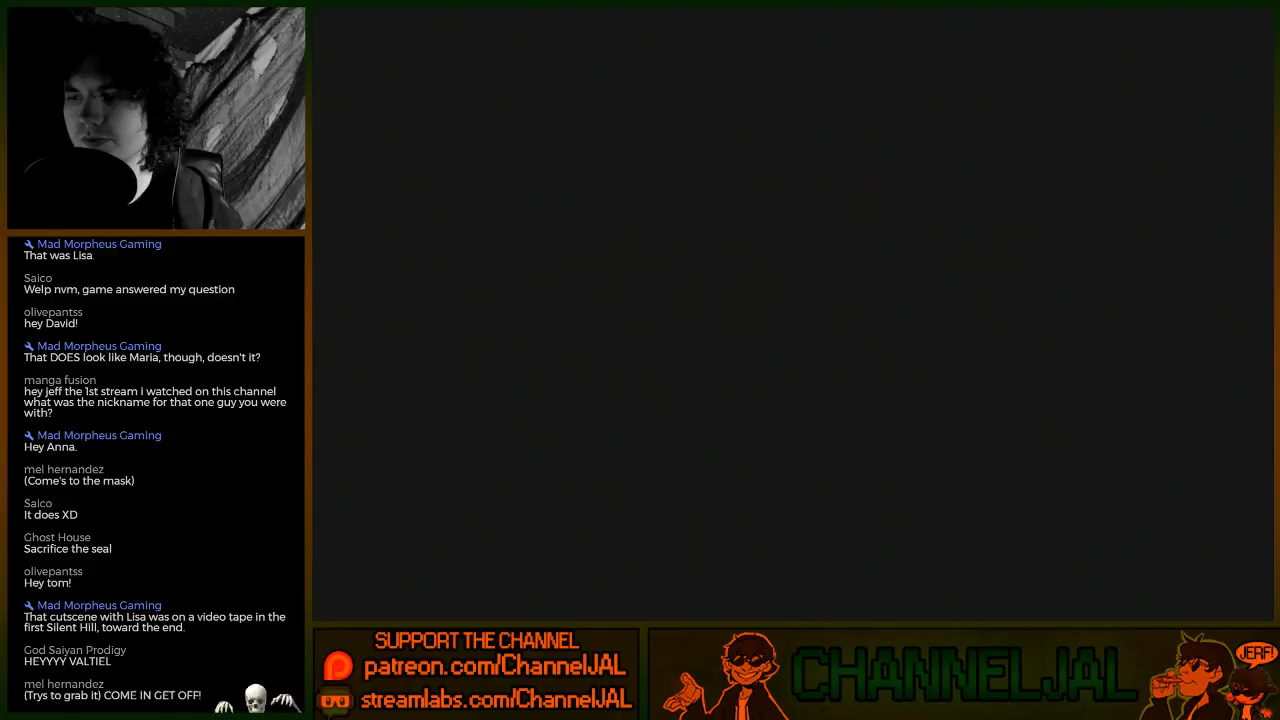 Mad Morpheus Gaming
That was Lisa.
Saico
Welp nvm, game answered my question
olivepantss
hey David!
Mad Morpheus Gaming
That DOES look like Maria, though, doesn't it?
manga fusion
hey jeff the 1st stream i watched on this channel
what was the nickname for that one guy you were
with?
Mad Morpheus Gaming
Hey Anna.
mel hernandez
(Come's to the mask)
Saico
It does XD
Ghost House
Sacrifice the seal
olivepantss
Hey tom!
Mad Morpheus Gaming
That cutscene with Lisa was on a video tape in the
first Silent Hill, toward the end.
God Saiyan Prodigy
HEYYYY VALTIEL
mel hernandez
(Trys to grab it) COME IN GET OFF!
SUPPORT THE CHANNEL
patreon.com/ChannelJAL
streamlabs.com/ChannelJAL
CHANNELJAL
JERF!